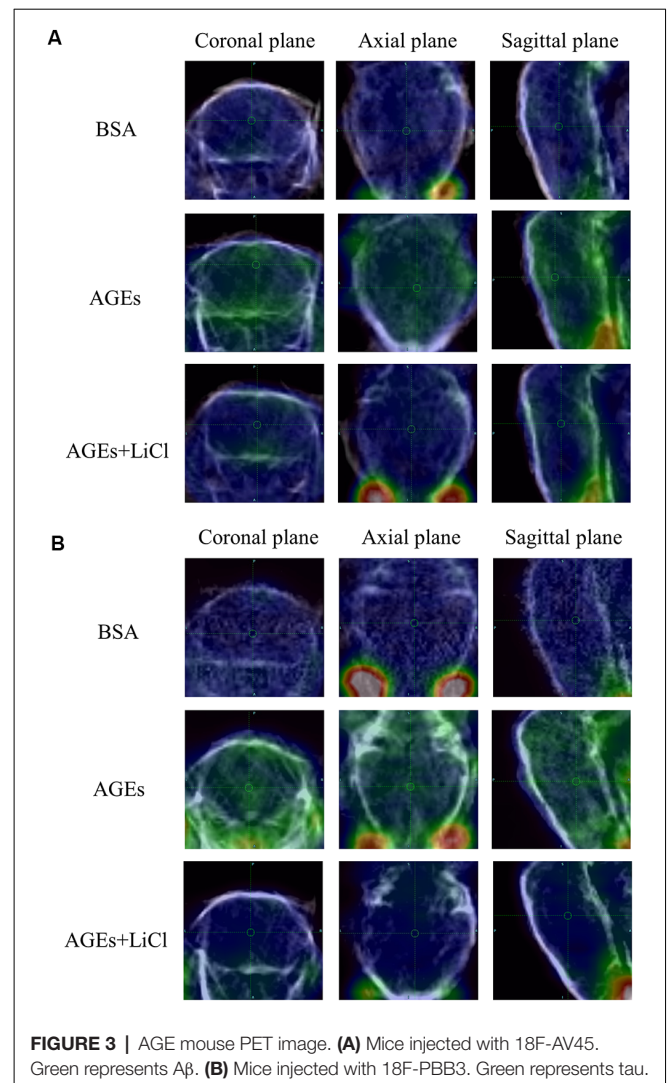 A
Coronal plane Axial plane Sagittal plane
BSA
AGEs
AGEs+LiCl
B
Coronal plane Axial plane Sagittal plane
BSA
AGEs
AGEs+LiCl
FIGURE 3 | AGE mouse PET image. (A) Mice injected with 18F-AV45.
Green represents Aβ. (B) Mice injected with 18F-PBB3. Green represents tau.